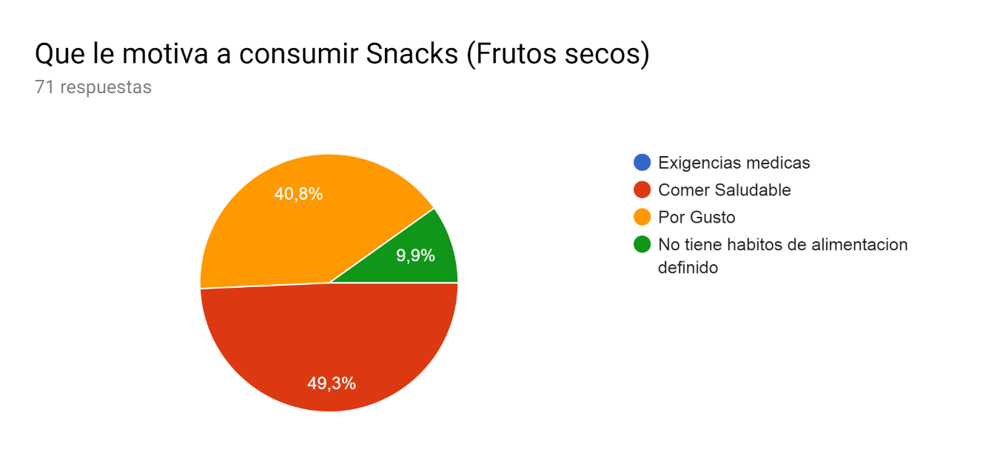 Que le motiva a consumir Snacks (Frutos secos)
71 respuestas
40,8%
9,9%
49,3%
Exigencias medicas
Comer Saludable
Por Gusto
No tiene habitos de alimentacion
definido